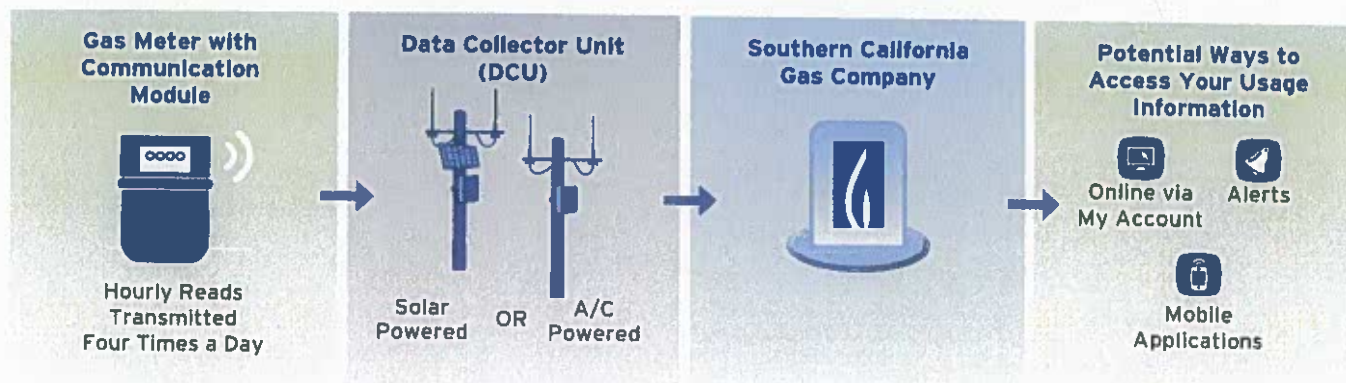 Gas Meter with
Communication
Module
Hourly Reads
Transmitted
Four Times a Day
Data Collector Unit
(DCU)
Solar
Powered
OR
A/C
Powered
Southern California
Gas Company
Potential Ways to
Access Your Usage
Information
Online via
My Account
Alerts
Mobile
Applications